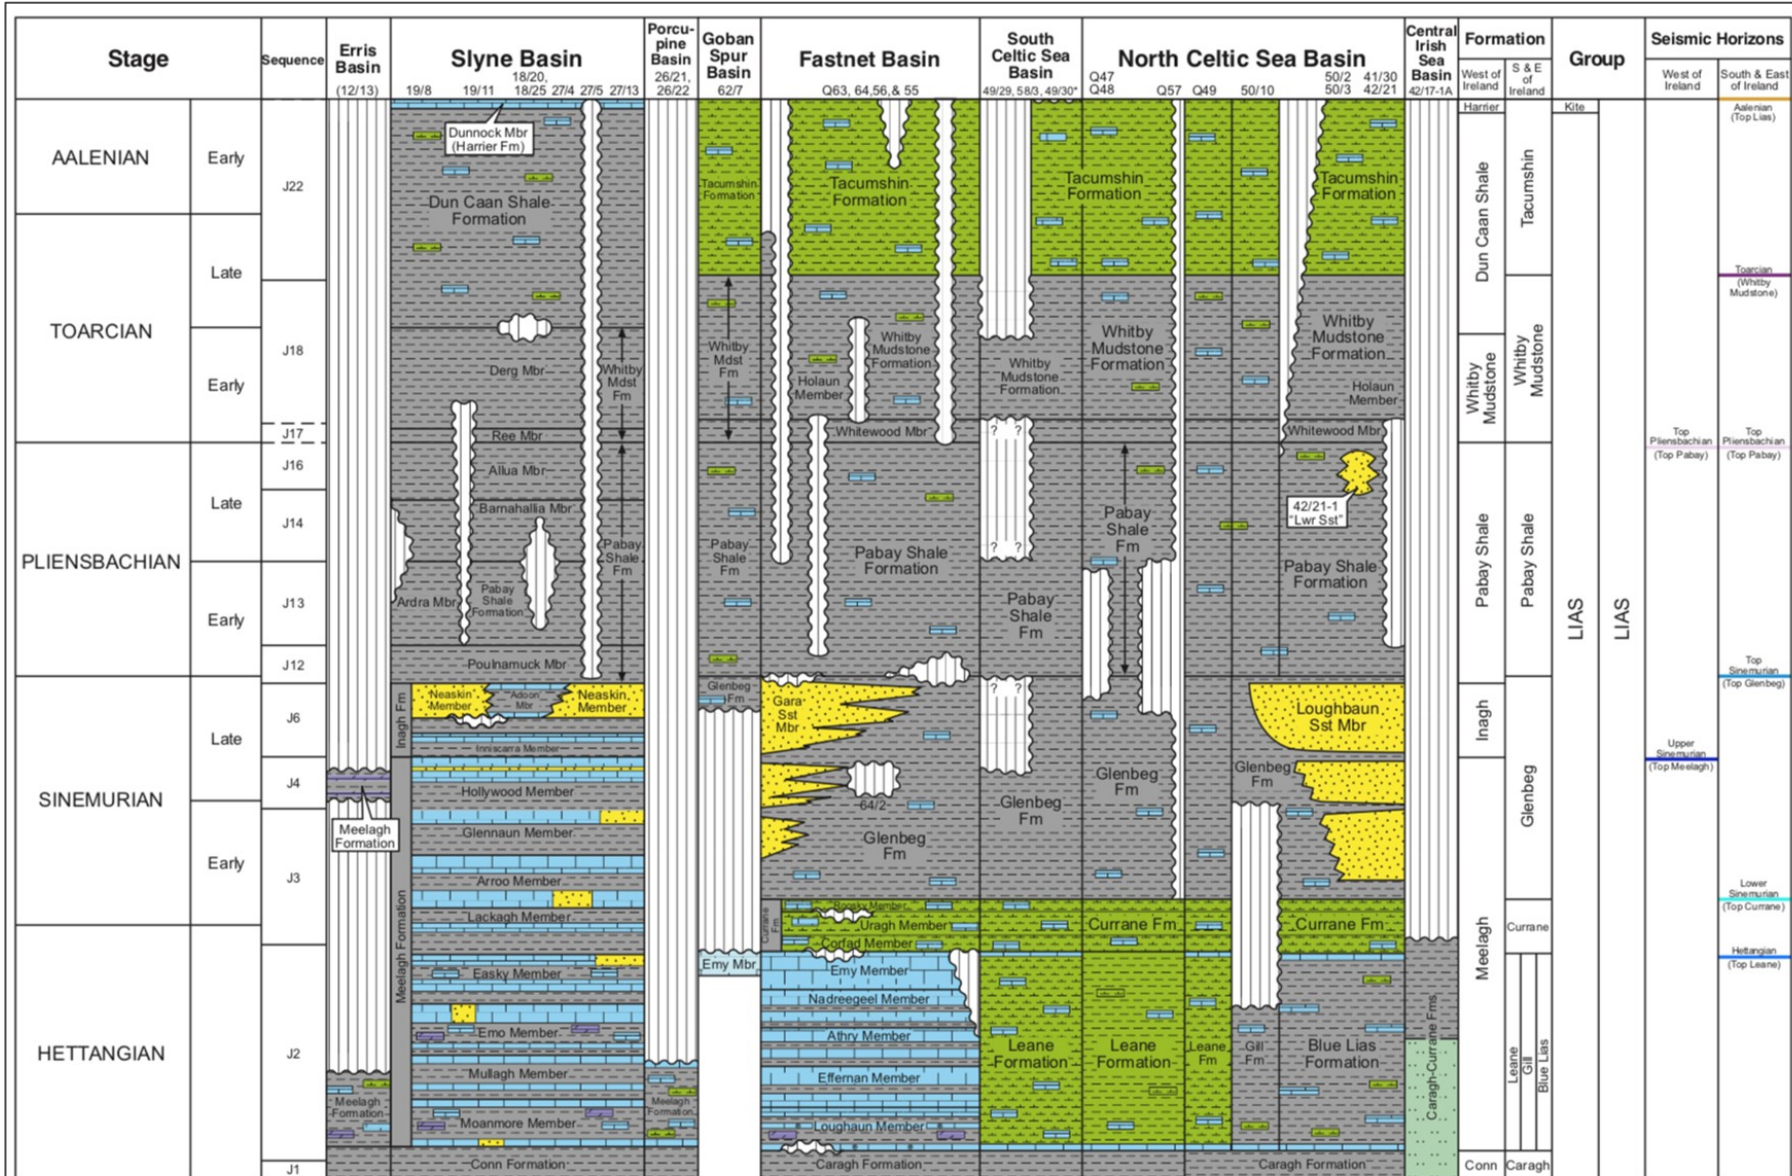 Stage
Sequence
Erris
Basin
(12/13)
Slyne Basin
19/8
19/11
18/20,
18/25
27/4
27/5
27/13
Porcu-
pine
Basin
26/21,
26/22
Goban
Spur
Basin
62/7
Fastnet Basin
Q63, 64,56,& 55
South
Celtic Sea
Basin
49/29, 58/3, 49/30*
North Celtic Sea Basin
Q47
Q48
Q57
Q49
50/10
50/2
50/3
41/30
42/21
Central
Irish
Sea
Basin
42/17-1A
Formation
West of
Ireland
S & E
of
Ireland
Group
Seismic Horizons
West of
Ireland
South & East
of Ireland
AALENIAN
Early
TOARCIAN
Late
Early
PLIENSBACHIAN
Late
Early
SINEMURIAN
Late
Early
HETTANGIAN
J22
J18
J17
J16
J14
J13
J12
J6
J4
J3
J2
J1
Meelagh
Formation
Meelagh
Formation
Dunnock Mbr
(Harrier Fm)
Dun Caan Shale
Formation
Derg Mbr
Whitby
Mdst
Fm
Ree Mbr
Allua Mbr
Barnahallia Mbr
Pabay
Shale
Fm
Ardra Mbr
Pabay
Shale
Formation
Poulnamuck Mbr
Inagh Fm
Neaskin
Member
Adoon
Mbr
Neaskin
Member
Inniscarra Member
Meelagh Formation
Hollywood Member
Glennaun Member
Arroo Member
Lackagh Member
Easky Member
Emo Member
Mullagh Member
Moanmore Member
Conn Formation
Meelagh
Formation
Tacumshin
Formation
Whitby
Mdst
Fm
Pabay
Shale
Fm
Glenbeg
Fm
Emy Mbr
Tacumshin
Formation
Whitby
Mudstone
Formation
Holaun
Member
Whitewood Mbr
Pabay Shale
Formation
Gara
Sst
Mbr
64/2
Glenbeg
Fm
Currane
Fm
Roosky Member
Uragh Member
Corfad Member
Emy Member
Nadreegeel Member
Athry Member
Effernan Member
Loughaun Member
Caragh Formation
Whitby
Mudstone
Formation
? ?
? ?
Pabay
Shale
Fm
? ?
Glenbeg
Fm
Leane
Formation
Tacumshin
Formation
Whitby
Mudstone
Formation
Pabay
Shale
Fm
Glenbeg
Fm
Currane Fm
Leane
Formation
Leane
Fm
Glenbeg
Fm
Gill
Fm
Tacumshin
Formation
Whitby
Mudstone
Formation
Holaun
Member
Whitewood Mbr
42/21-1
"Lwr Sst"
Pabay Shale
Formation
Loughbaun
Sst Mbr
Currane Fm
Blue Lias
Formation
Caragh Formation
Caragh-Currane Fms
Harrier
Dun Caan Shale
Whitby
Mudstone
Pabay Shale
Inagh
Meelagh
Conn
Tacumshin
Whitby
Mudstone
Pabay Shale
Glenbeg
Currane
Leane
Gill
Blue Lias
Caragh
Kite
LIAS
LIAS
Top
Pliensbachian
(Top Pabay)
Upper
Sinemurian
(Top Meelagh)
Aalenian
(Top Lias)
Toarcian
(Whitby
Mudstone)
Top
Pliensbachian
(Top Pabay)
Top
Sinemurian
(Top Glenbeg)
Lower
Sinemurian
(Top Currane)
Hettangian
(Top Leane)